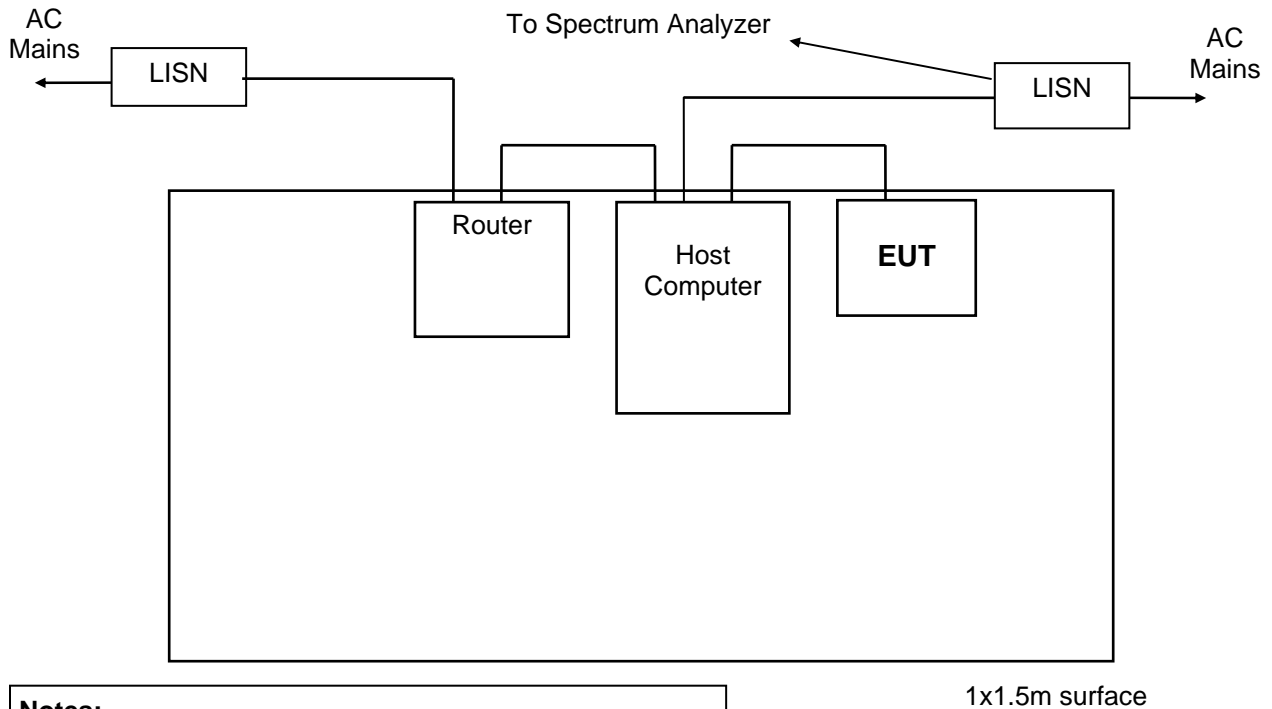 AC
Mains
LISN
To Spectrum Analyzer
LISN
AC
Mains
Router
Host
Computer
EUT
1x1.5m surface
Notes: